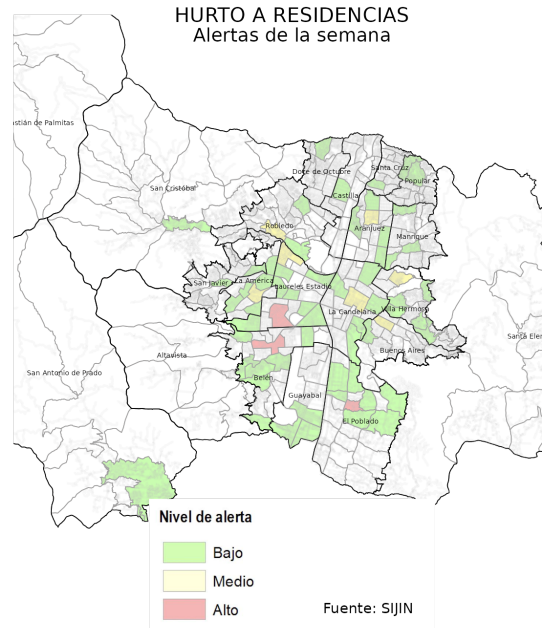 HURTO A RESIDENCIAS
Alertas de la semana
stián de Palmitas
Doce de Octubre
Santa Cruz
Popular
San Cristóbal
Castilla
Robledo
Aranjuez
Manrique
San Javier
La América
Laureles Estadio
La Candelaria
Villa Hermosa
Santa Elen
Altavista
Buenos Aires
San Antonio de Prado
Belén
Guayabal
El Poblado
Nivel de alerta
Bajo
Medio
Alto
Fuente: SIJIN